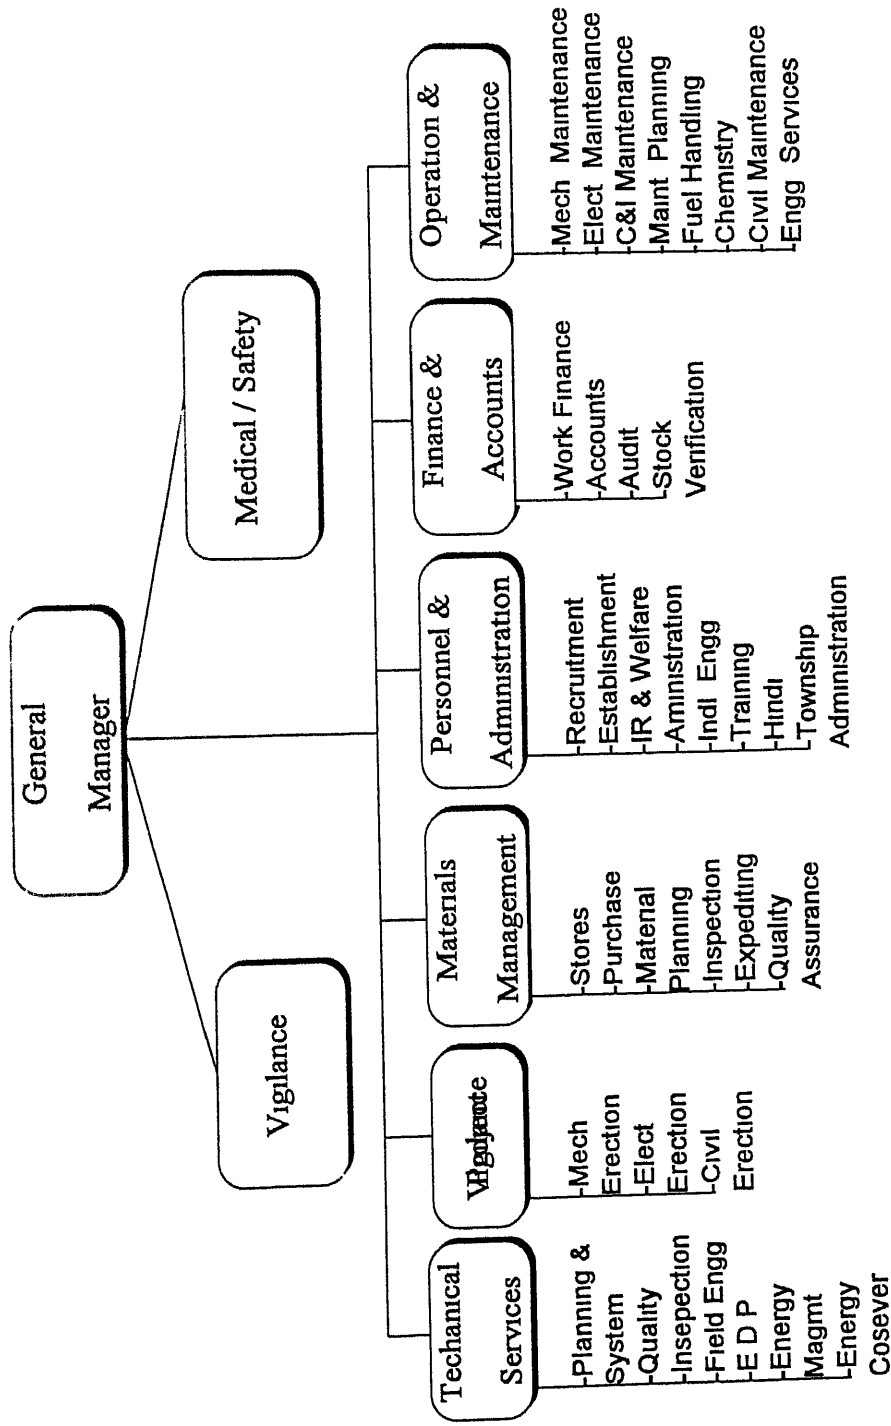 General
Manager
Vigilance
Medical / Safety
Techanical
Services
Materials
Management
Personnel &
Administration
Finance &
Accounts
Operation &
Maintenance
-Planning &
System
-Quality
-Insepection
-Field Engg
-E D P
-Energy
Magmt
-Energy
Cosever
-Mech
Erection
-Elect
Erection
-Civil
Erection
-Stores
-Purchase
-Material
Planning
-Inspection
-Expediting
-Quality
Assurance
-Recruitment
-Establishment
-IR & Welfare
-Aministration
-Indl Engg
-Training
-Hindi
-Township
Administration
-Work Finance
-Accounts
-Audit
-Stock
Verification
-Mech Maintenance
-Elect Maintenance
-C&I Maintenance
-Maint Planning
-Fuel Handling
-Chemistry
-Civil Maintenance
-Engg Services